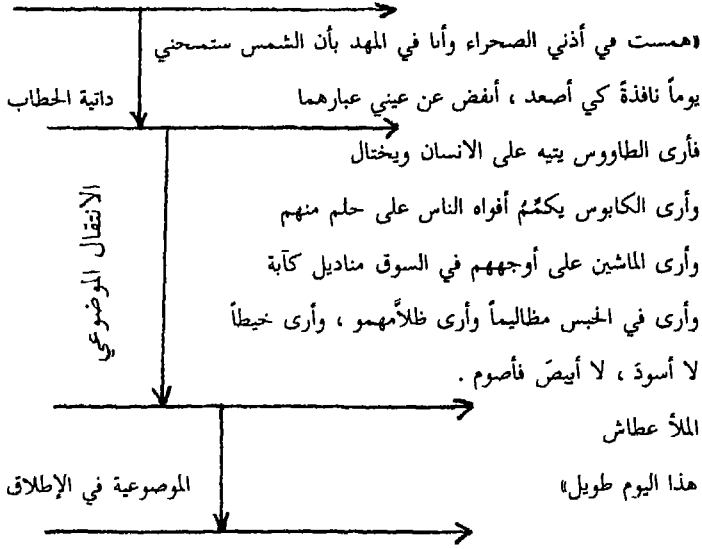 «همست في أذني الصحراء وأنا في المهد بأن الشمس ستمنحني
يوماً نافذةً كي أصعد ، أنفض عن عيني غبارهما
ذاتية الخطاب
فأرى الطاووس يتيه على الانسان ويختال
وأرى الكابوس يكمِّمُ أفواه الناس على حلم منهم
وأرى الماشين على أوجههم في السوق مناديل كآبة
وأرى في الحبس مظاليماً وأرى ظلاَّمهمو ، وأرى خيطاً
لا أسودَ ، لا أبيضَ فأصوم .
الانتقال الموضوعي
الملأ عطاش
هذا اليوم طويل»
الموضوعية في الإطلاق